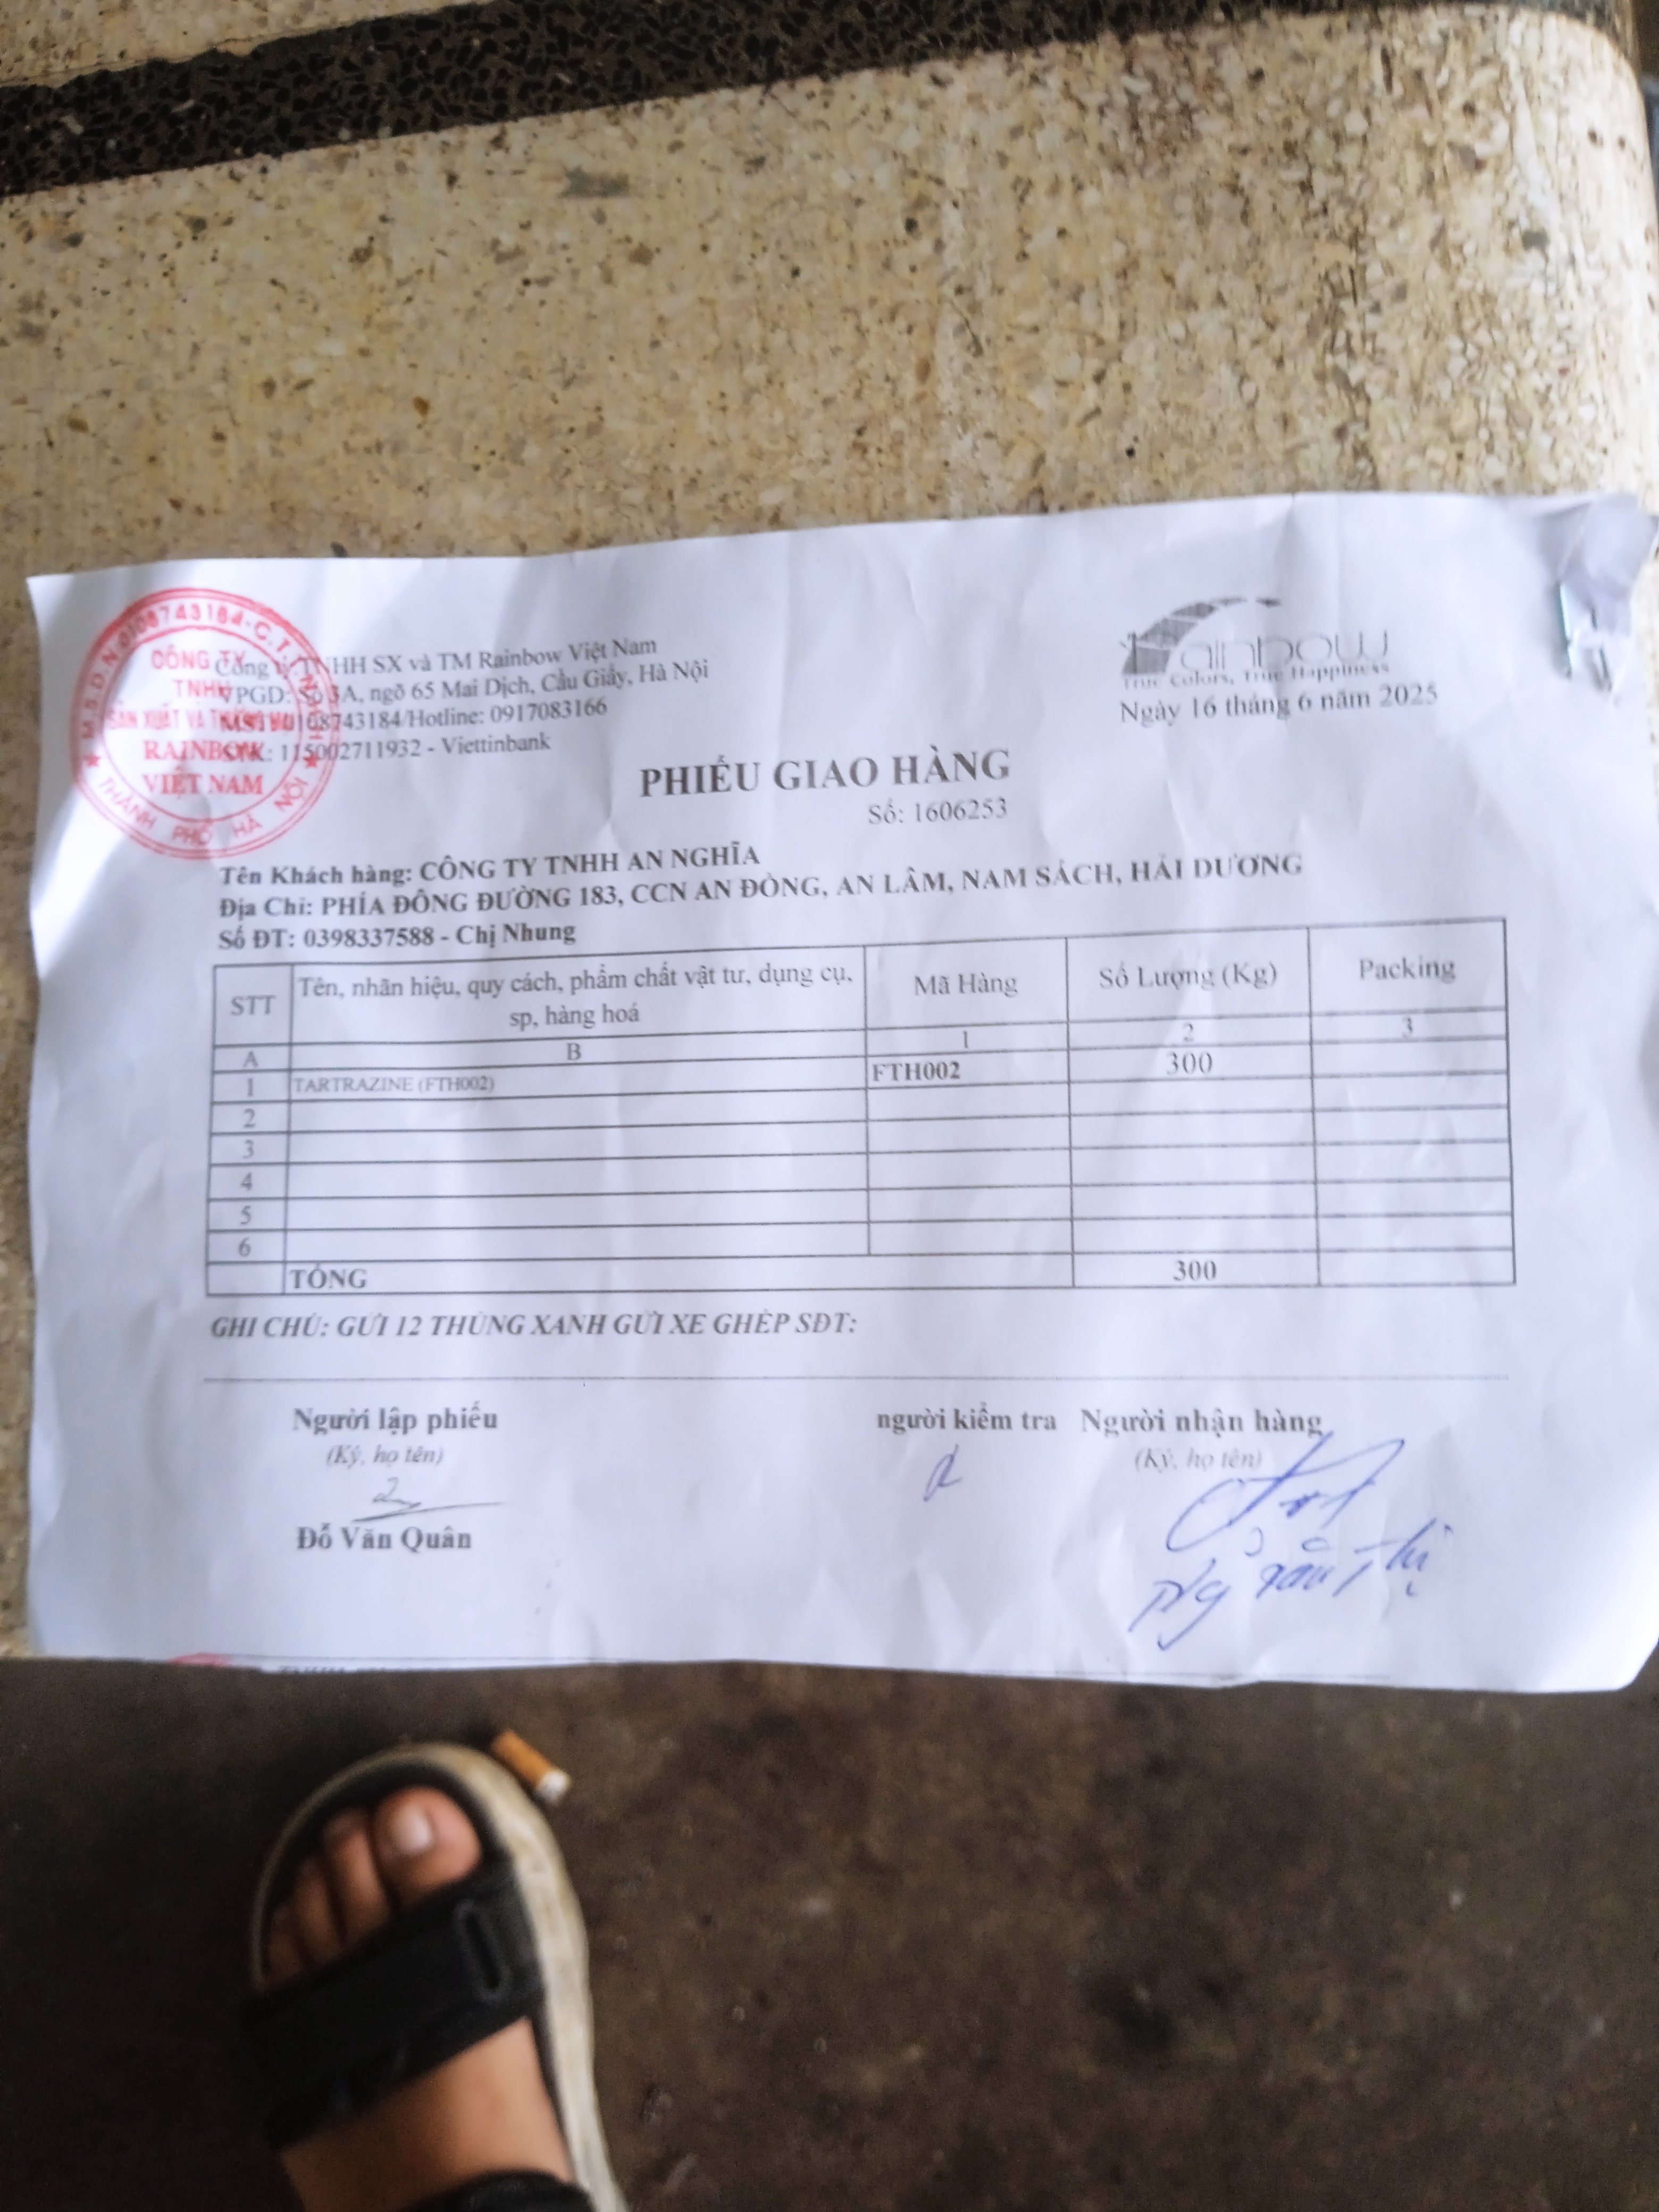 Công ty TNHH SX và TM Rainbow Việt Nam
VPGD: Số 3A, ngõ 65 Mai Dịch, Cầu Giấy, Hà Nội
MST: 0108743184/Hotline: 0917083166
STK: 115002711932 - Viettinbank
M.S.D.N: 0108743184-C.T.T.N.H.H
CÔNG TY
TNHH
SẢN XUẤT VÀ THƯƠNG MẠI
RAINBOW
VIỆT NAM
THÀNH PHỐ HÀ NỘI
Rainbow
True Colors, True Happiness
Ngày 16 tháng 6 năm 2025
PHIẾU GIAO HÀNG
Số: 1606253
Tên Khách hàng: CÔNG TY TNHH AN NGHĨA
Địa Chỉ: PHÍA ĐÔNG ĐƯỜNG 183, CCN AN ĐỒNG, AN LÂM, NAM SÁCH, HẢI DƯƠNG
Số ĐT: 0398337588 - Chị Nhung
STT Tên, nhãn hiệu, quy cách, phẩm chất vật tư, dụng cụ, sp, hàng hoá Mã Hàng Số Lượng (Kg) Packing
A B 1 2 3
1 TARTRAZINE (FTH002) FTH002 300
2
3
4
5
6
TỔNG 300
GHI CHÚ: GỬI 12 THÙNG XANH GỬI XE GHÉP SĐT:
Người lập phiếu người kiểm tra Người nhận hàng
(Ký, họ tên) (Ký, họ tên)
Đỗ Văn Quân